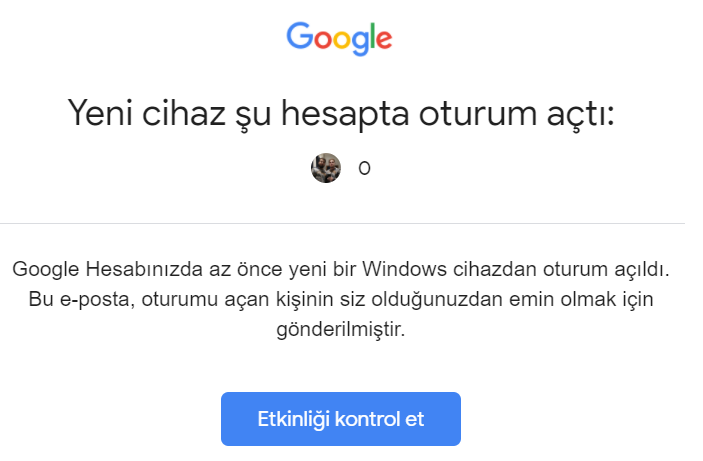 Google
Yeni cihaz şu hesapta oturum açtı:
O
Google Hesabınızda az önce yeni bir Windows cihazdan oturum açıldı.
Bu e-posta, oturumu açan kişinin siz olduğunuzdan emin olmak için
gönderilmiştir.
Etkinliği kontrol et